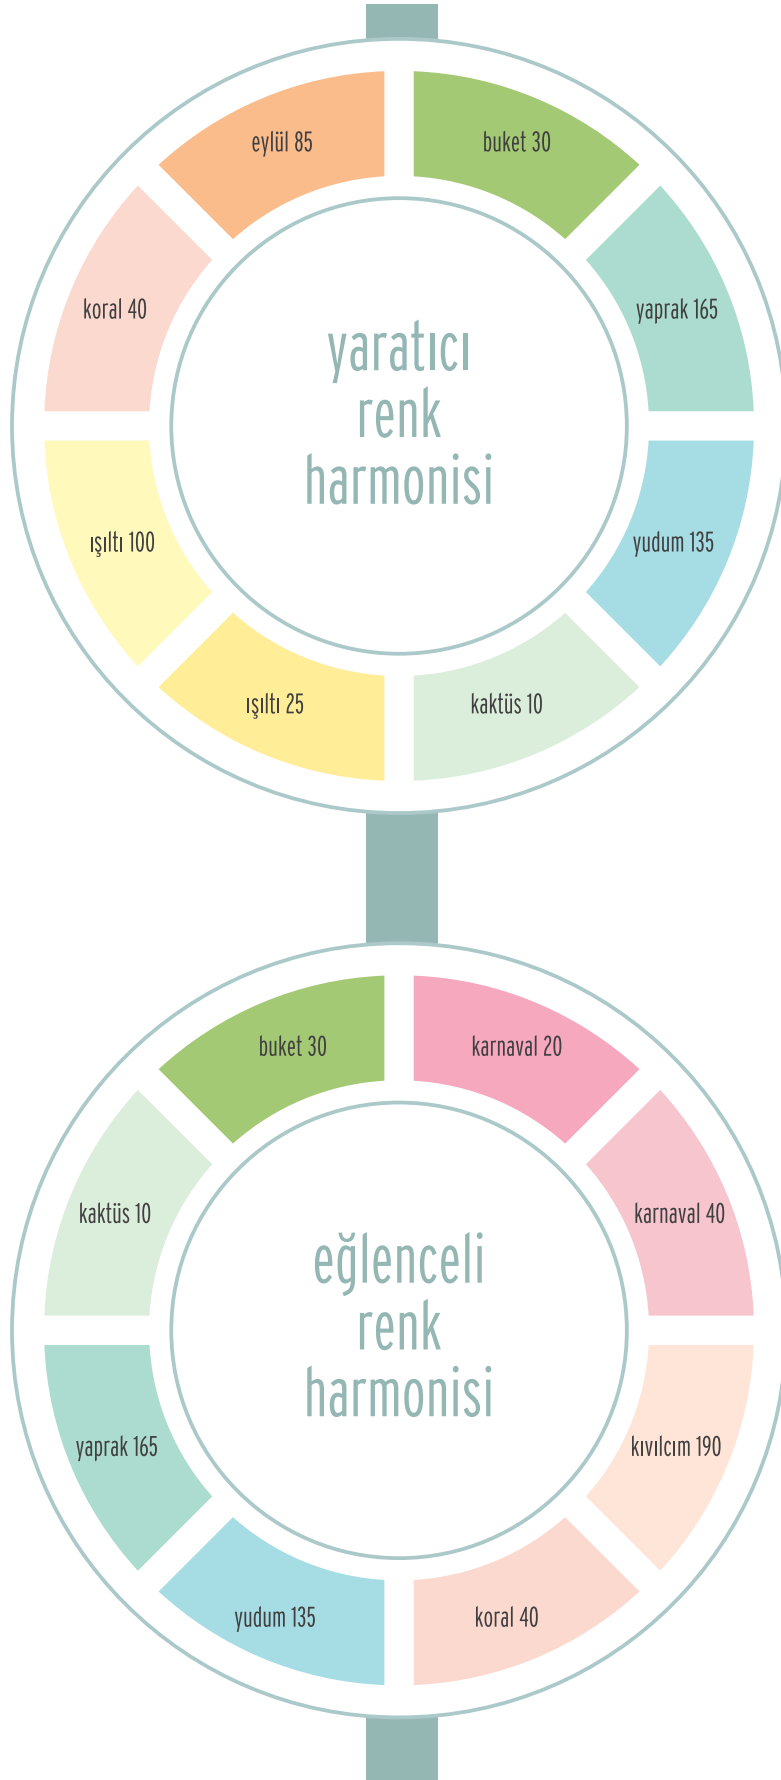 eylül 85
buket 30
koral 40
yaprak 165
yaratıcı
renk
harmonisi
ışıltı 100
yudum 135
ışıltı 25
kaktüs 10
buket 30
karnaval 20
kaktüs 10
karnaval 40
eğlenceli
renk
harmonisi
yaprak 165
kıvılcım 190
yudum 135
koral 40